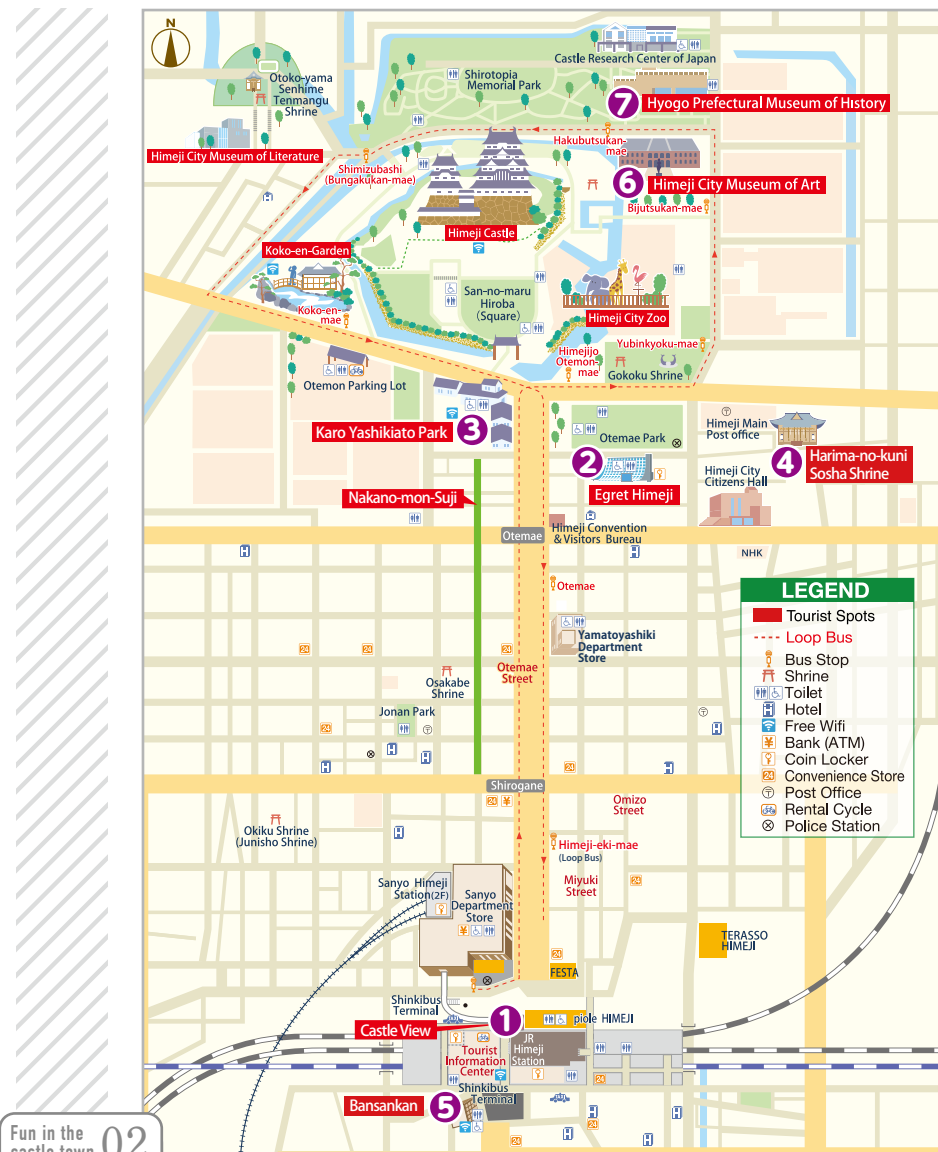 N
Castle Research Center of Japan
Otoko-yama
Senhime
Tenmangu
Shrine
Shirotopia
Memorial Park
7
Hyogo Prefectural Museum of History
Himeji City Museum of Literature
Hakubutsukan-
mae
Shimizubashi
(Bungakukan-mae)
6
Himeji City Museum of Art
Bijutsukan-mae
Himeji Castle
Koko-en-Garden
San-no-maru
Hiroba
(Square)
Koko-en-
mae
Himeji City Zoo
Yubinkyoku-mae
Himejijo
Otemon-
mae
Gokoku Shrine
Otemon Parking Lot
Karo Yashikiato Park
3
Otemae Park
Himeji Main
Post office
2
Egret Himeji
4
Harima-no-kuni
Sosha Shrine
Himeji City
Citizens Hall
Nakano-mon-Suji
Otemae
Himeji Convention
& Visitors Bureau
NHK
Otemae
LEGEND
Tourist Spots
Loop Bus
Bus Stop
Shrine
Toilet
H Hotel
Free Wifi
¥ Bank (ATM)
Coin Locker
24 Convenience Store
〒 Post Office
Rental Cycle
Police Station
Yamatoyashiki
Department
Store
Otemae
Street
Osakabe
Shrine
Jonan Park
Shirogane
Omizo
Street
Okiku Shrine
(Junisho Shrine)
Himeji-eki-mae
(Loop Bus)
Miyuki
Street
Sanyo Himeji
Station(2F)
Sanyo
Department
Store
TERASSO
HIMEJI
FESTA
Shinkibus
Terminal
1
piole HIMEJI
Castle View
Tourist
Information
Center
JR
Himeji
Station
Shinkibus
Terminal
Bansankan
5
Fun in the
castle town 02